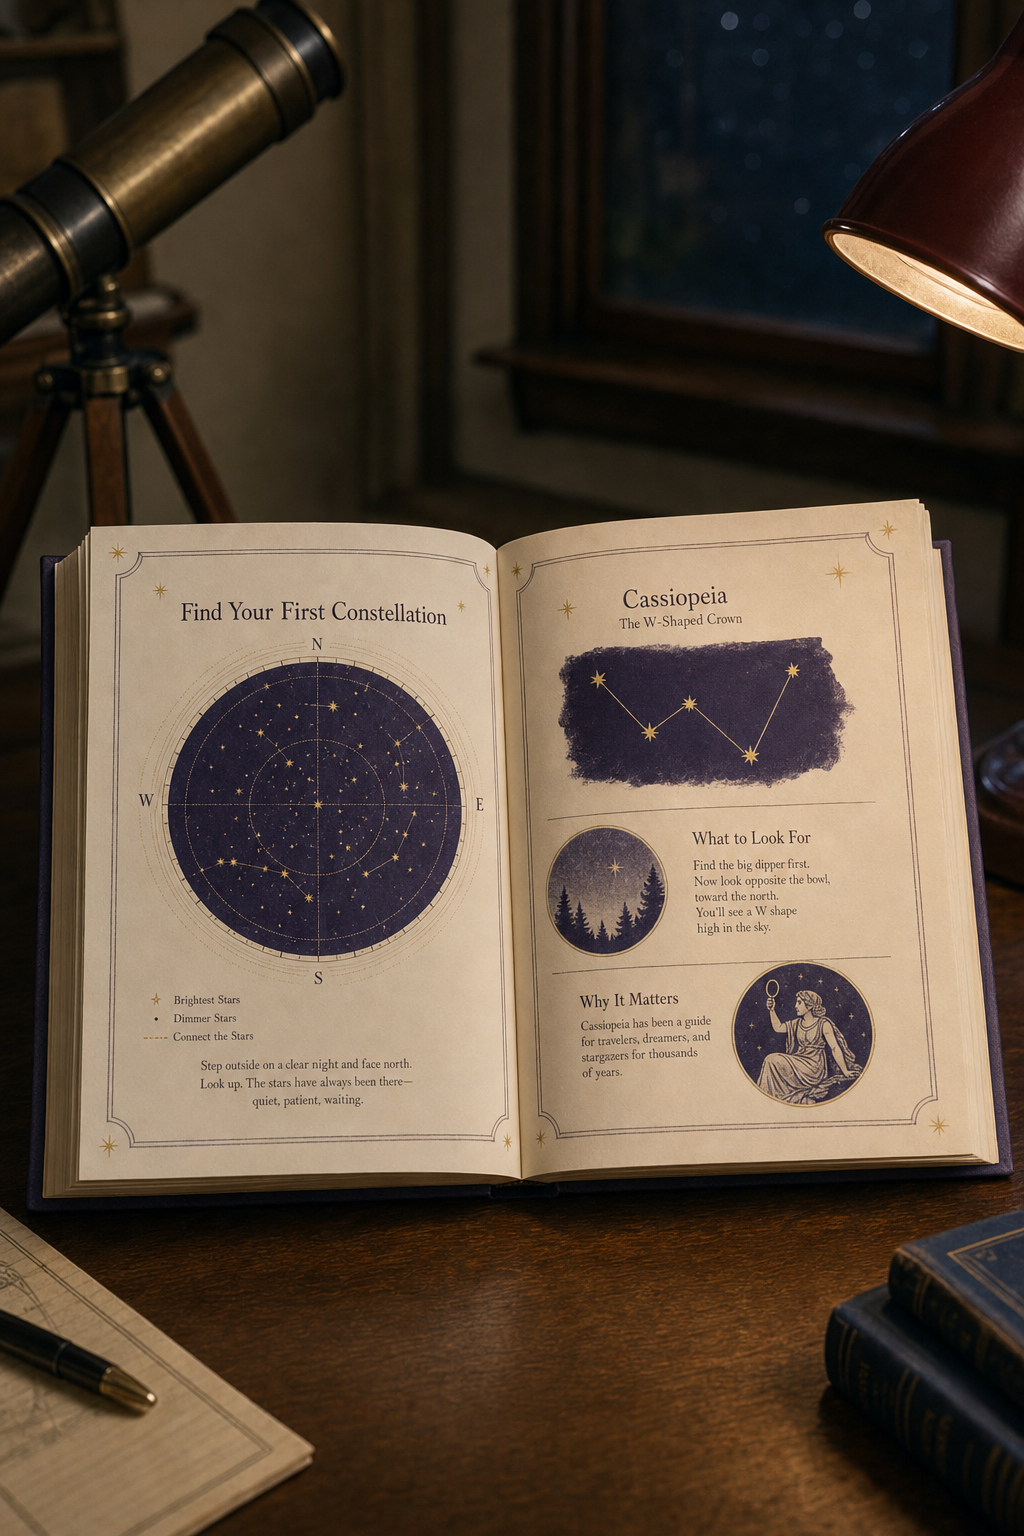 Find Your First Constellation
N
W
E
S
Brightest Stars
Dimmer Stars
Connect the Stars
Step outside on a clear night and face north.
Look up. The stars have always been there—
quiet, patient, waiting.
Cassiopeia
The W-Shaped Crown
What to Look For
Find the big dipper first.
Now look opposite the bowl,
toward the north.
You'll see a W shape
high in the sky.
Why It Matters
Cassiopeia has been a guide
for travelers, dreamers, and
stargazers for thousands
of years.